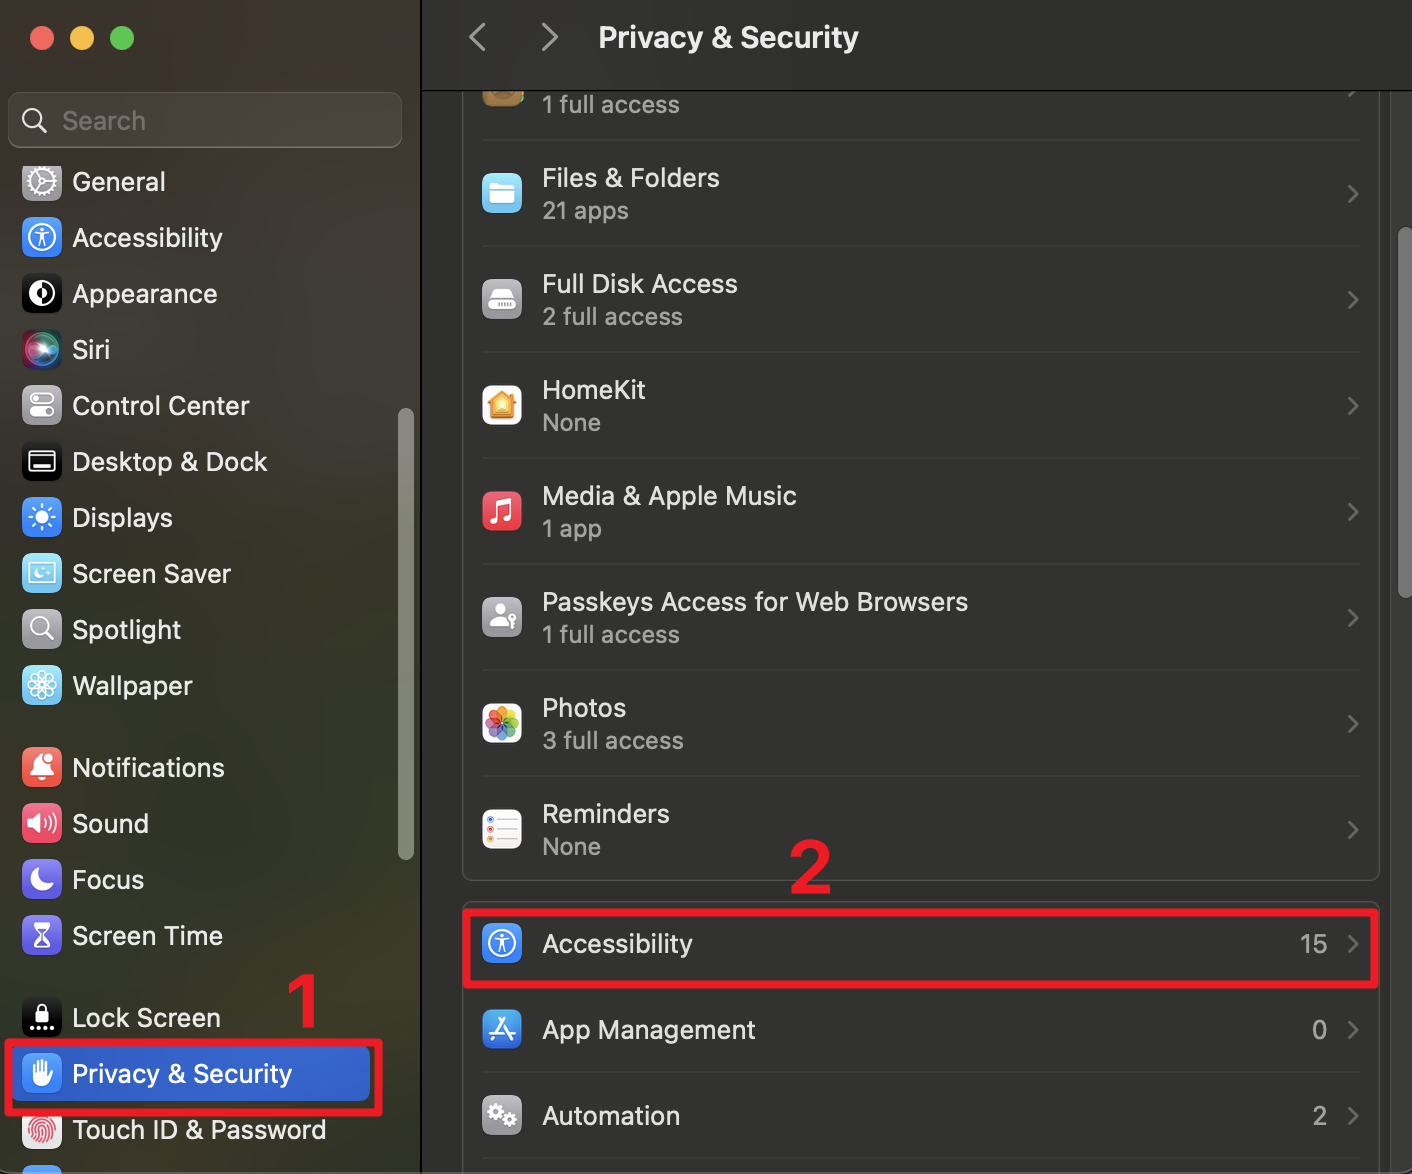 Privacy & Security
Search
General
Accessibility
Appearance
Siri
Control Center
Desktop & Dock
Displays
Screen Saver
Spotlight
Wallpaper
Notifications
Sound
Focus
Screen Time
1
Lock Screen
Privacy & Security
Touch ID & Password
1 full access
Files & Folders
21 apps
Full Disk Access
2 full access
HomeKit
None
Media & Apple Music
1 app
Passkeys Access for Web Browsers
1 full access
Photos
3 full access
Reminders
None
2
Accessibility 15
App Management 0
Automation 2